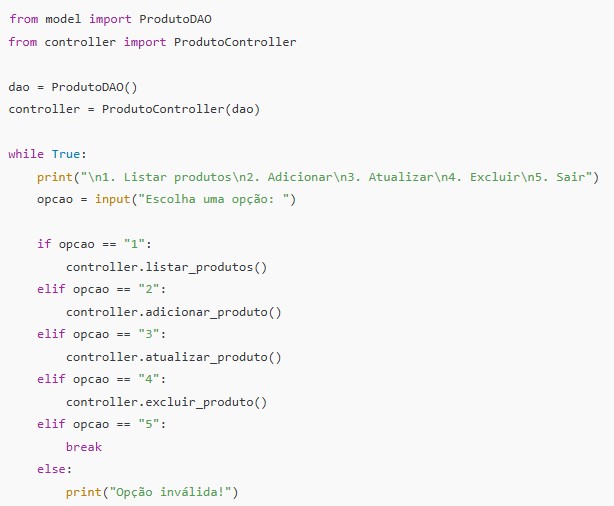 from model import ProdutoDAO
from controller import ProdutoController

dao = ProdutoDAO()
controller = ProdutoController(dao)

while True:
    print("\n1. Listar produtos\n2. Adicionar\n3. Atualizar\n4. Excluir\n5. Sair")
    opcao = input("Escolha uma opção: ")

    if opcao == "1":
        controller.listar_produtos()
    elif opcao == "2":
        controller.adicionar_produto()
    elif opcao == "3":
        controller.atualizar_produto()
    elif opcao == "4":
        controller.excluir_produto()
    elif opcao == "5":
        break
    else:
        print("Opção inválida!")